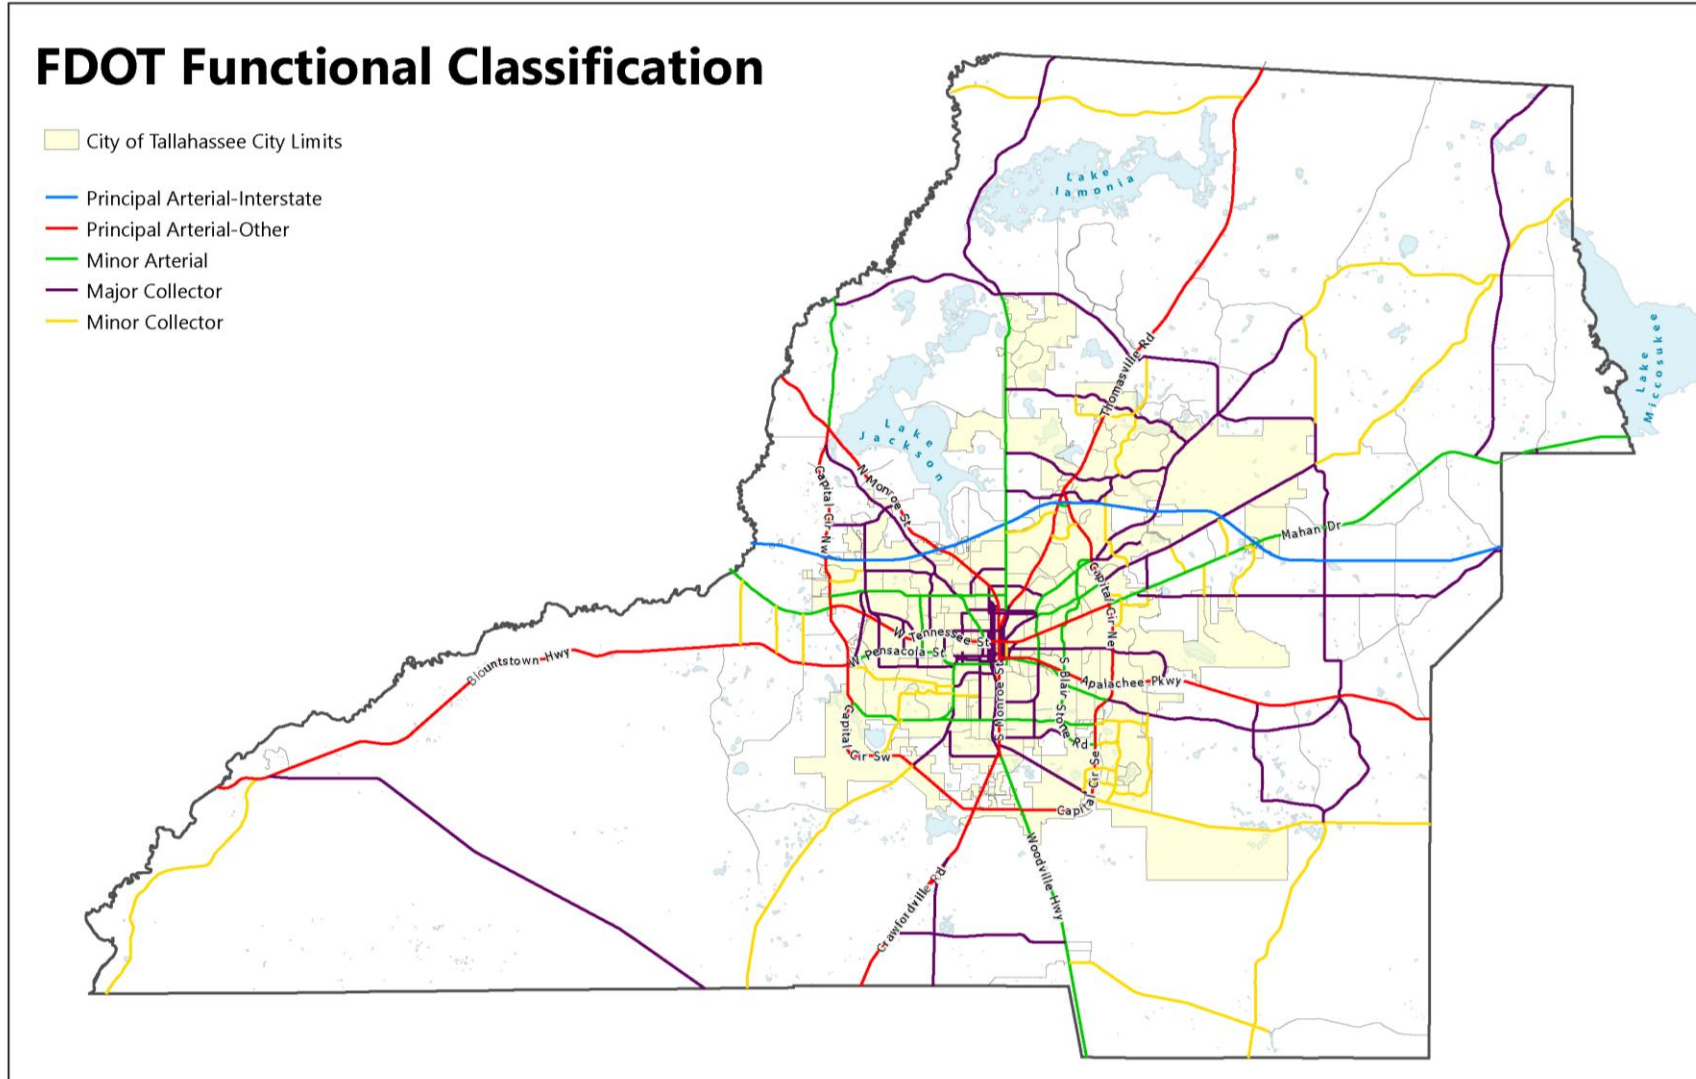 FDOT Functional Classification
City of Tallahassee City Limits
Principal Arterial-Interstate
Principal Arterial-Other
Minor Arterial
Major Collector
Minor Collector
Lake
Iamonia
Lake
Miccosukee
Thomasville Rd
Lake
Jackson
N Monroe St
Capital Cir Nw
Mahan Dr
Capital Cir Ne
W Tennessee St
W Pensacola St
Blountstown Hwy
S Monroe St
S Blair Stone Rd
Apalachee Pkwy
Capital Cir Sw
Capital Cir Se
Woodville Hwy
Crawfordville Rd